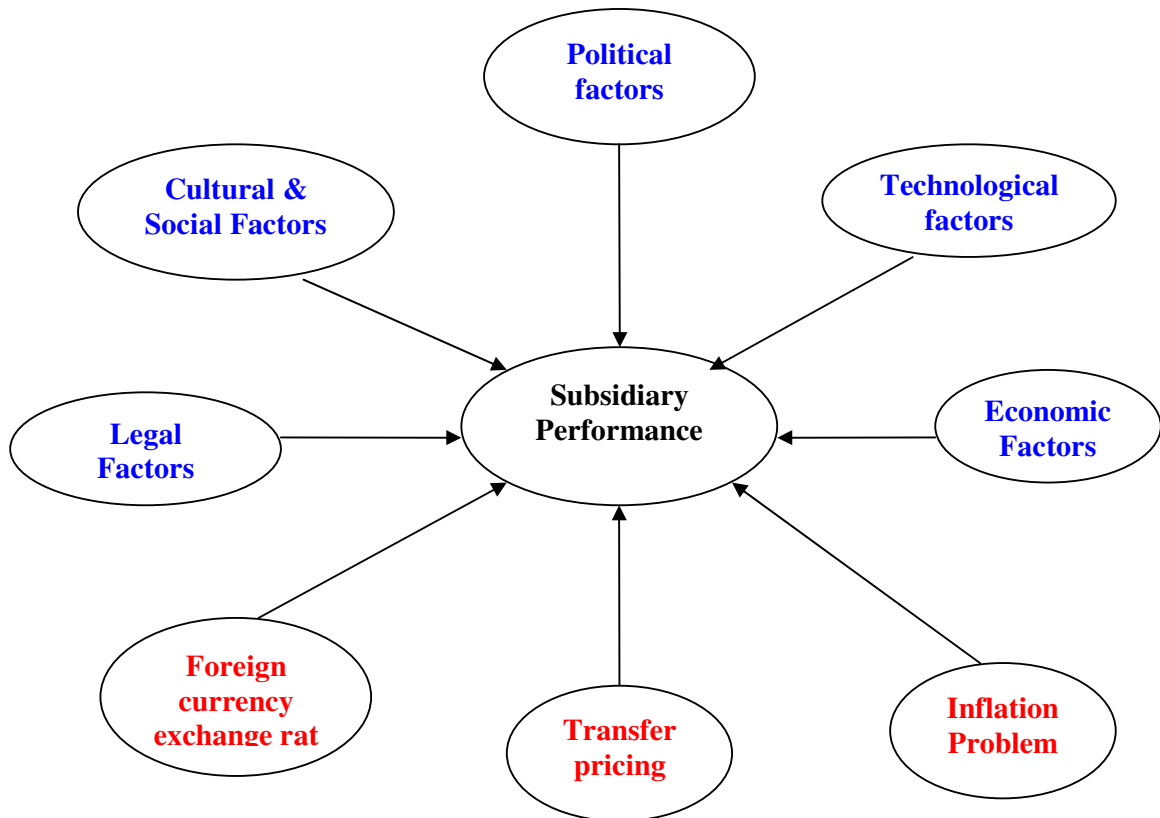 Political
factors
Cultural &
Social Factors
Technological
factors
Subsidiary
Performance
Legal
Factors
Economic
Factors
Foreign
currency
exchange rat
Transfer
pricing
Inflation
Problem